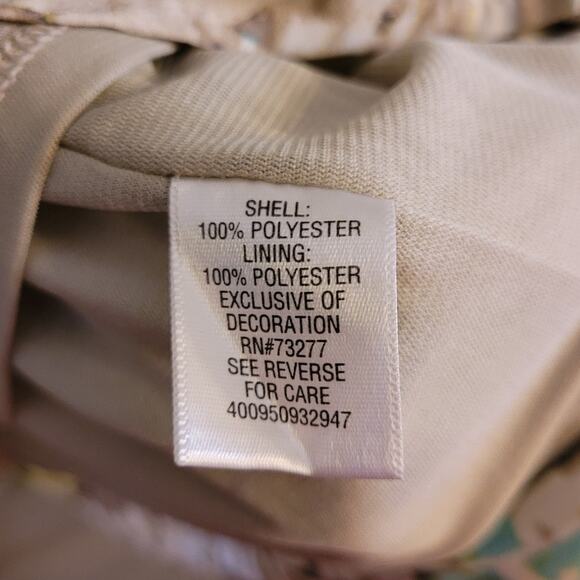 SHELL:
100% POLYESTER
LINING:
100% POLYESTER
EXCLUSIVE OF
DECORATION
RN#73277
SEE REVERSE
FOR CARE
400950932947